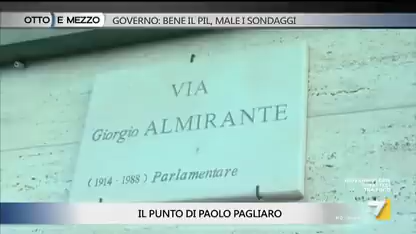 OTTO E MEZZO
GOVERNO: BENE IL PIL, MALE I SONDAGGI
VIA
Giorgio ALMIRANTE
(1914 - 1988) Parlamentare
IL PUNTO DI PAOLO PAGLIARO
7